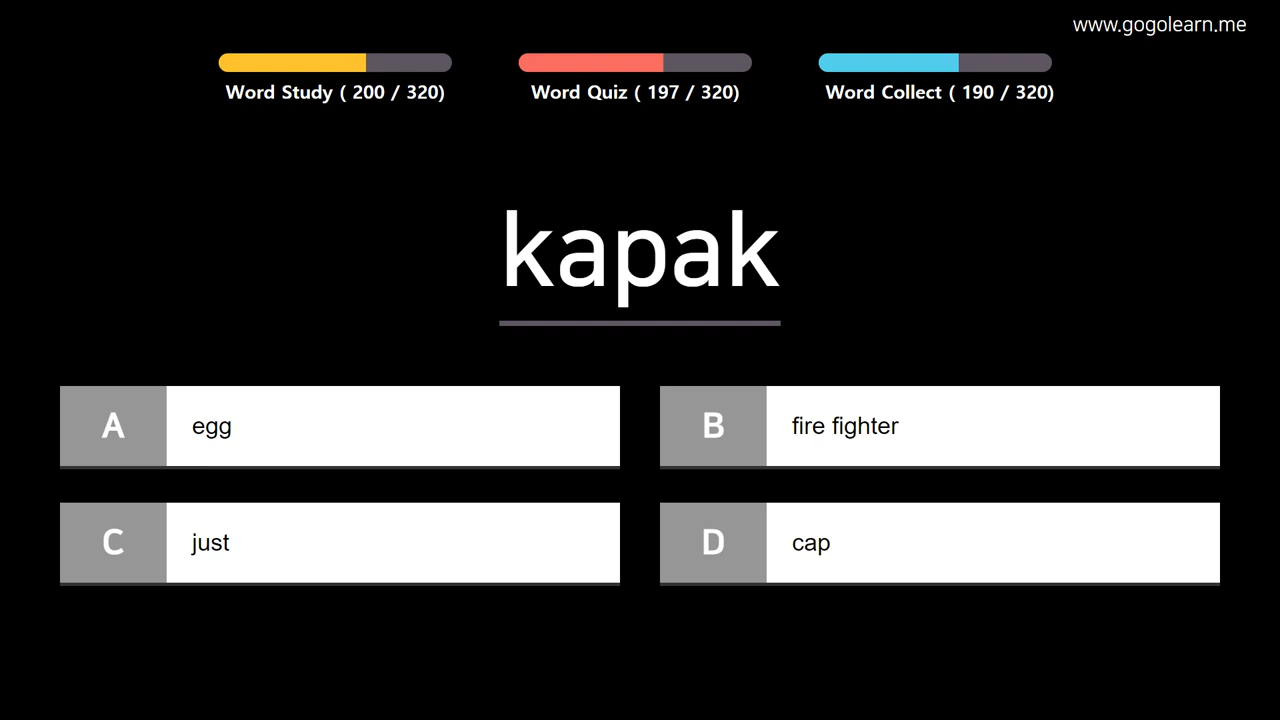 www.gogolearn.me
Word Study ( 200 / 320)
Word Quiz ( 197 / 320)
Word Collect ( 190 / 320)
kapak
A egg
B fire fighter
C just
D cap